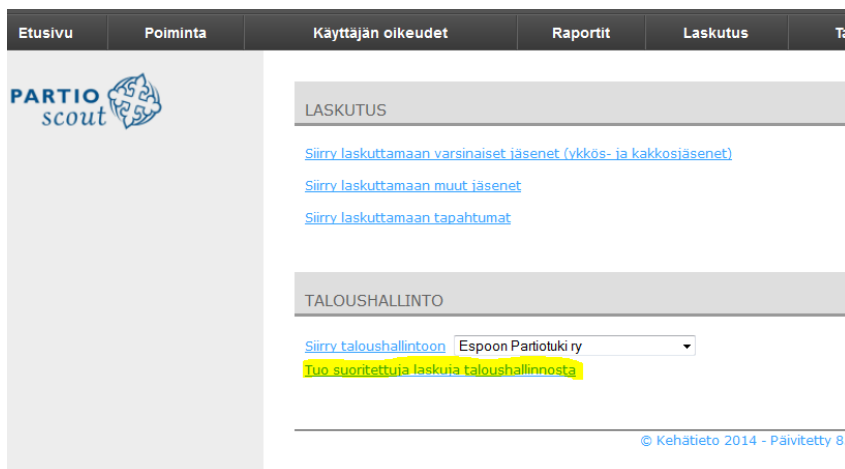 Etusivu Poiminta Käyttäjän oikeudet Raportit Laskutus
PARTIO
scout
LASKUTUS
Siirry laskuttamaan varsinaiset jäsenet (ykkös- ja kakkosjäsenet)
Siirry laskuttamaan muut jäsenet
Siirry laskuttamaan tapahtumat
TALOUSHALLINTO
Siirry taloushallintoon Espoon Partiotuki ry
Tuo suoritettuja laskuja taloushallinnosta
© Kehätieto 2014 - Päivitetty 8